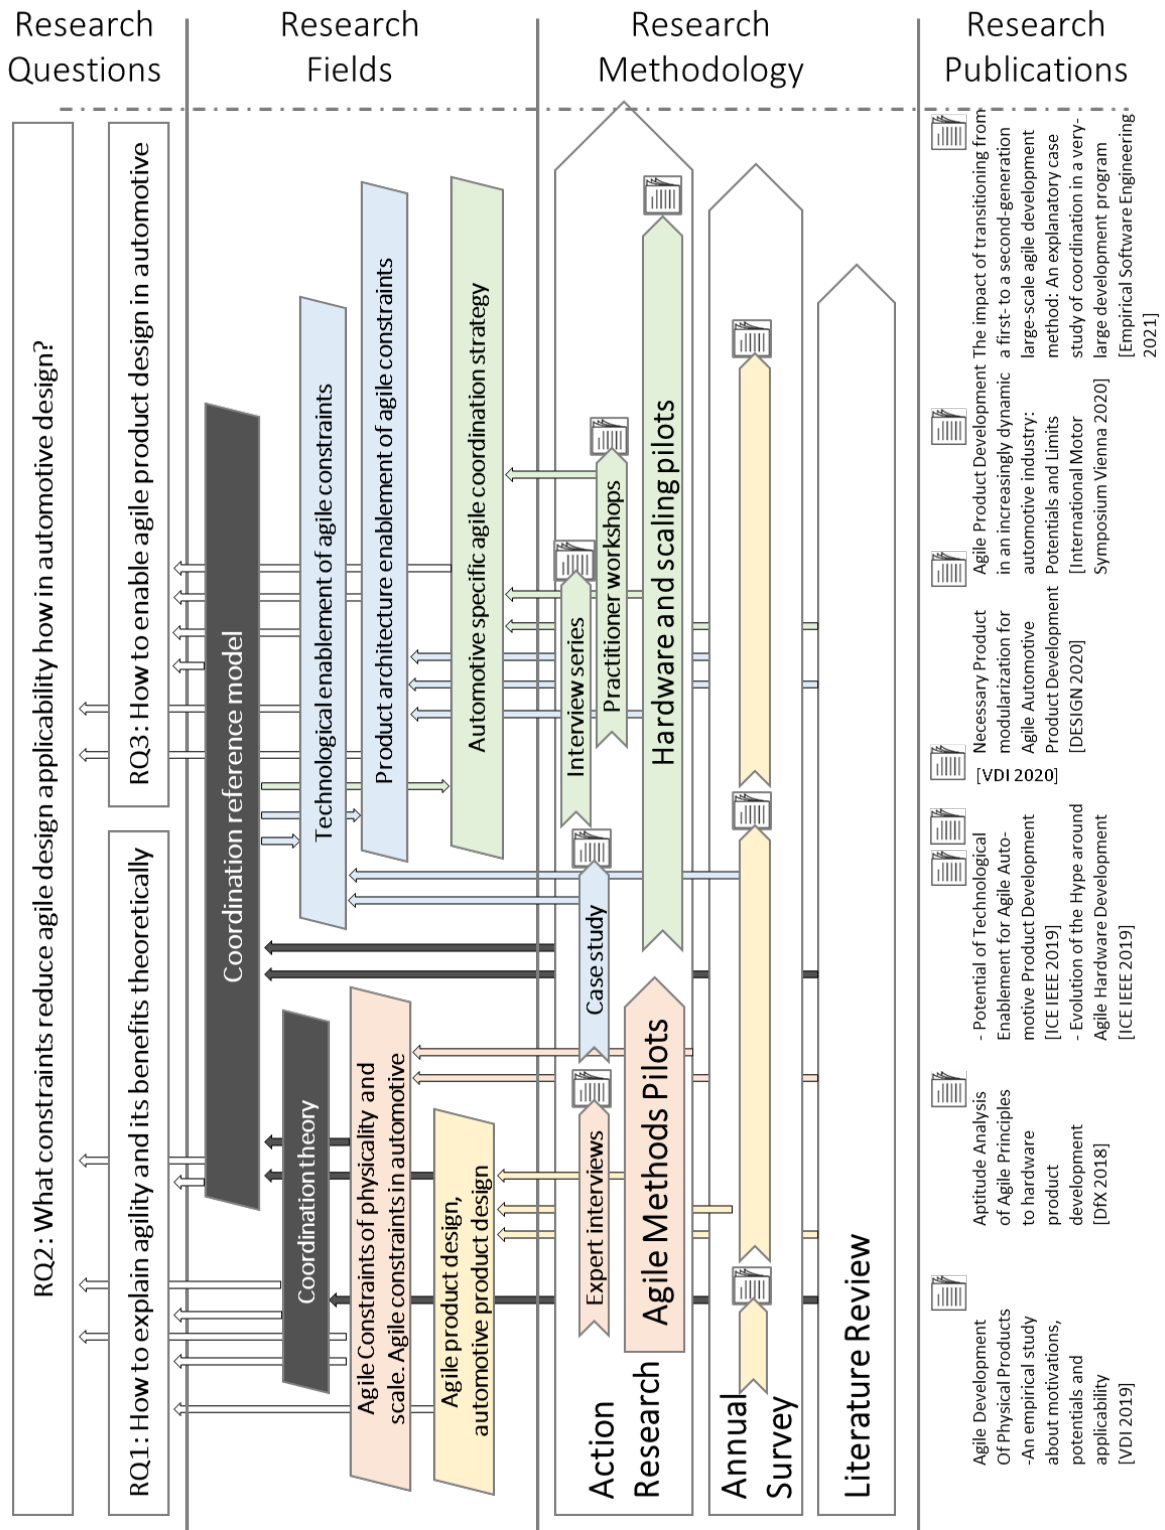 Research
Questions
Research
Fields
Research
Methodology
Research
Publications
RQ2: What constraints reduce agile design applicability how in automotive design?
RQ1: How to explain agility and its benefits theoretically
RQ3: How to enable agile product design in automotive
Coordination reference model
Coordination theory
Technological enablement of agile constraints
Agile Constraints of physicality and
scale. Agile constraints in automotive
Product architecture enablement of agile constraints
Agile product design,
automotive product design
Automotive specific agile coordination strategy
Action
Research
Expert interviews
Case study
Interview series
Practitioner workshops
Agile Methods Pilots
Hardware and scaling pilots
Annual
Survey
Literature Review
Agile Development
Of Physical Products
-An empirical study
about motivations,
potentials and
applicability
[VDI 2019]
Aptitude Analysis
of Agile Principles
to hardware
product
development
[DfX 2018]
- Potential of Technological
Enablement for Agile Auto-
motive Product Development
[ICE IEEE 2019]
- Evolution of the Hype around
Agile Hardware Development
[ICE IEEE 2019]
[VDI 2020]
Necessary Product
modularization for
Agile Automotive
Product Development
[DESIGN 2020]
Agile Product Development
in an increasingly dynamic
automotive industry:
Potentials and Limits
[International Motor
Symposium Vienna 2020]
The impact of transitioning from
a first- to a second-generation
large-scale agile development
method: An explanatory case
study of coordination in a very-
large development program
[Empirical Software Engineering
2021]